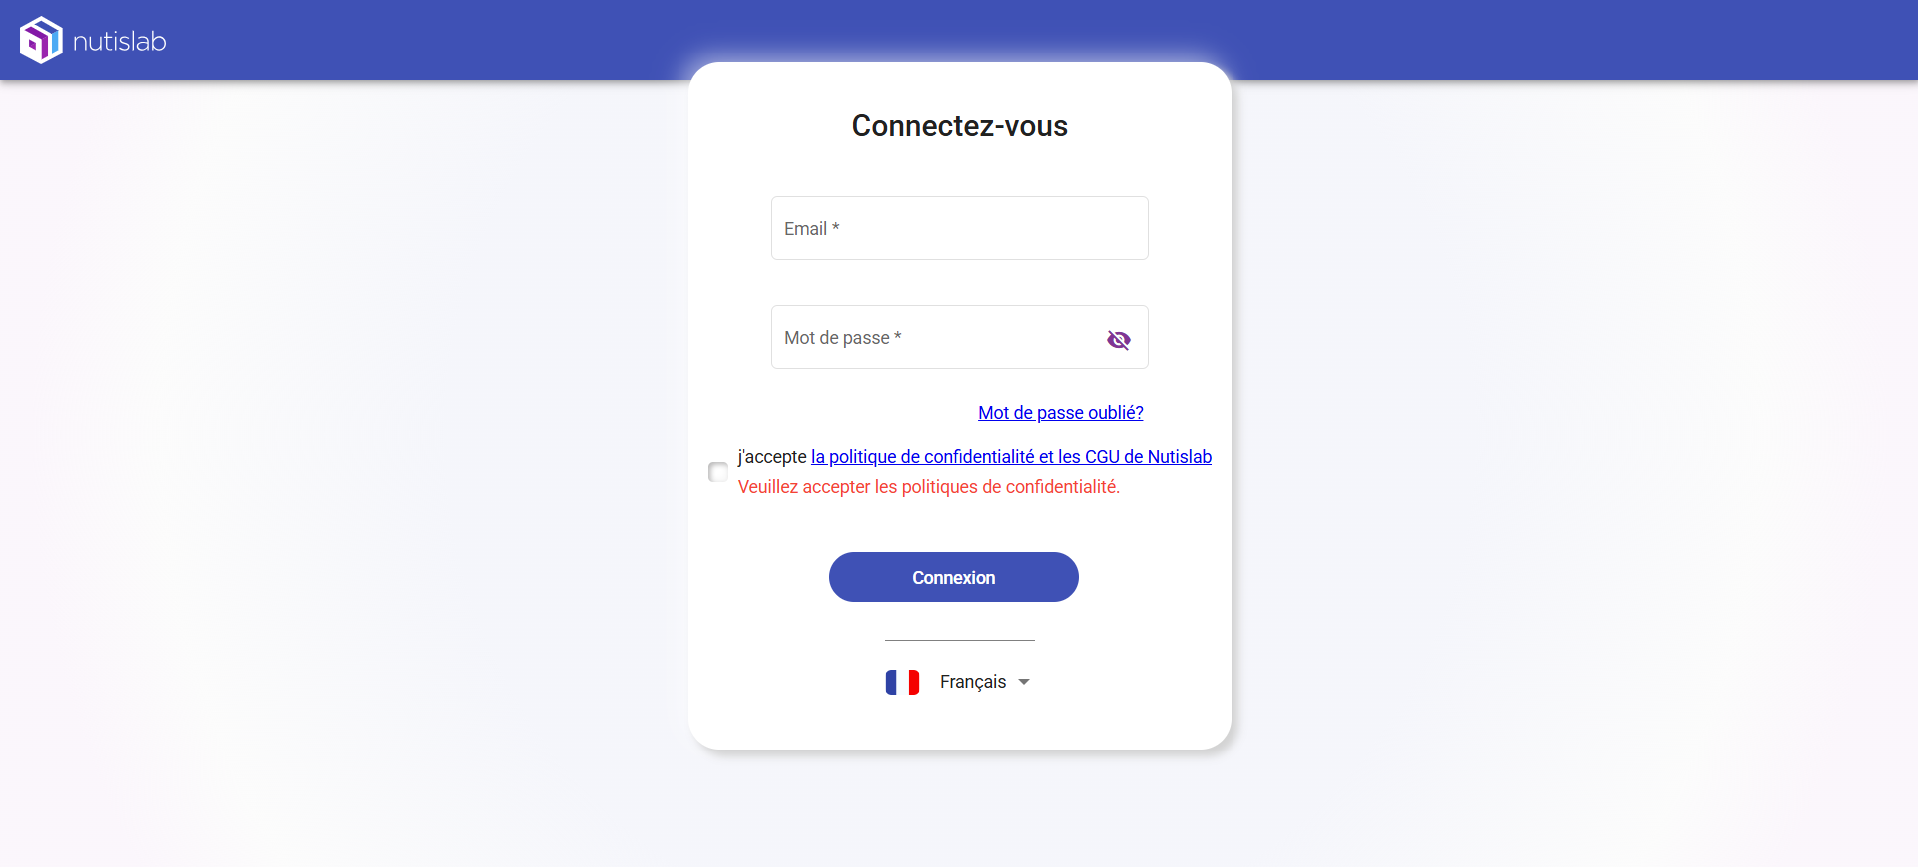 nutislab
Connectez-vous
Email *
Mot de passe *
Mot de passe oublié?
j'accepte la politique de confidentialité et les CGU de Nutislab
Veuillez accepter les politiques de confidentialité.
Connexion
Français